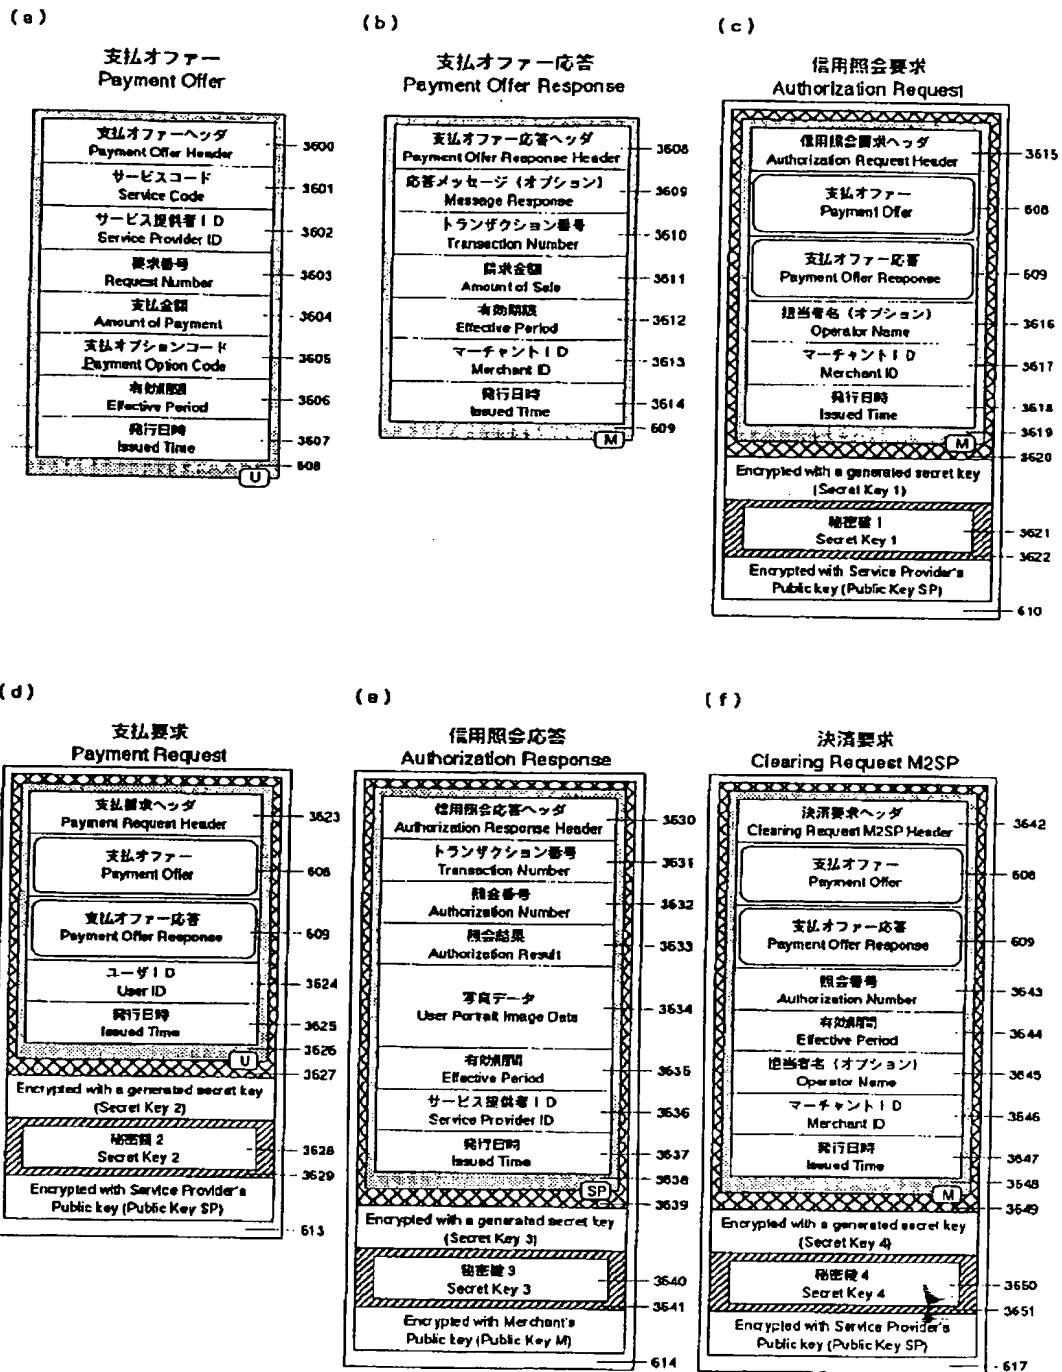 (a)
支払オファー
Payment Offer
支払オファーヘッダ
Payment Offer Header
3600
サービスコード
Service Code
3601
サービス提供者ID
Service Provider ID
3602
要求番号
Request Number
3603
支払金額
Amount of Payment
3604
支払オプションコード
Payment Option Code
3605
有効期限
Effective Period
3606
発行日時
Issued Time
3607
608
U
(b)
支払オファー応答
Payment Offer Response
支払オファー応答ヘッダ
Payment Offer Response Header
3608
応答メッセージ (オプション)
Message Response
3609
トランザクション番号
Transaction Number
3610
請求金額
Amount of Sale
3611
有効期限
Effective Period
3612
マーチャントID
Merchant ID
3613
発行日時
Issued Time
3614
609
M
(c)
信用照会要求
Authorization Request
信用照会要求ヘッダ
Authorization Request Header
3615
支払オファー
Payment Offer
608
支払オファー応答
Payment Offer Response
609
担当者名 (オプション)
Operator Name
3616
マーチャントID
Merchant ID
3617
発行日時
Issued Time
3618
3619
M
3620
Encrypted with a generated secret key
(Secret Key 1)
秘密鍵1
Secret Key 1
3621
3622
Encrypted with Service Provider's
Public key (Public Key SP)
610
(d)
支払要求
Payment Request
支払要求ヘッダ
Payment Request Header
3623
支払オファー
Payment Offer
608
支払オファー応答
Payment Offer Response
609
ユーザID
User ID
3624
発行日時
Issued Time
3625
3626
U
3627
Encrypted with a generated secret key
(Secret Key 2)
秘密鍵2
Secret Key 2
3628
3629
Encrypted with Service Provider's
Public key (Public Key SP)
613
(e)
信用照会応答
Authorization Response
信用照会応答ヘッダ
Authorization Response Header
3630
トランザクション番号
Transaction Number
3631
照会番号
Authorization Number
3632
照会結果
Authorization Result
3633
写真データ
User Portrait Image Data
3634
有効期間
Effective Period
3635
サービス提供者ID
Service Provider ID
3636
発行日時
Issued Time
3637
3638
SP
3639
Encrypted with a generated secret key
(Secret Key 3)
秘密鍵3
Secret Key 3
3640
3641
Encrypted with Merchant's
Public key (Public Key M)
614
(f)
決済要求
Clearing Request M2SP
決済要求ヘッダ
Clearing Request M2SP Header
3642
支払オファー
Payment Offer
608
支払オファー応答
Payment Offer Response
609
照会番号
Authorization Number
3643
有効期間
Effective Period
3644
担当者名 (オプション)
Operator Name
3645
マーチャントID
Merchant ID
3646
発行日時
Issued Time
3647
3648
M
3649
Encrypted with a generated secret key
(Secret Key 4)
秘密鍵4
Secret Key 4
3650
3651
Encrypted with Service Provider's
Public key (Public Key SP)
617